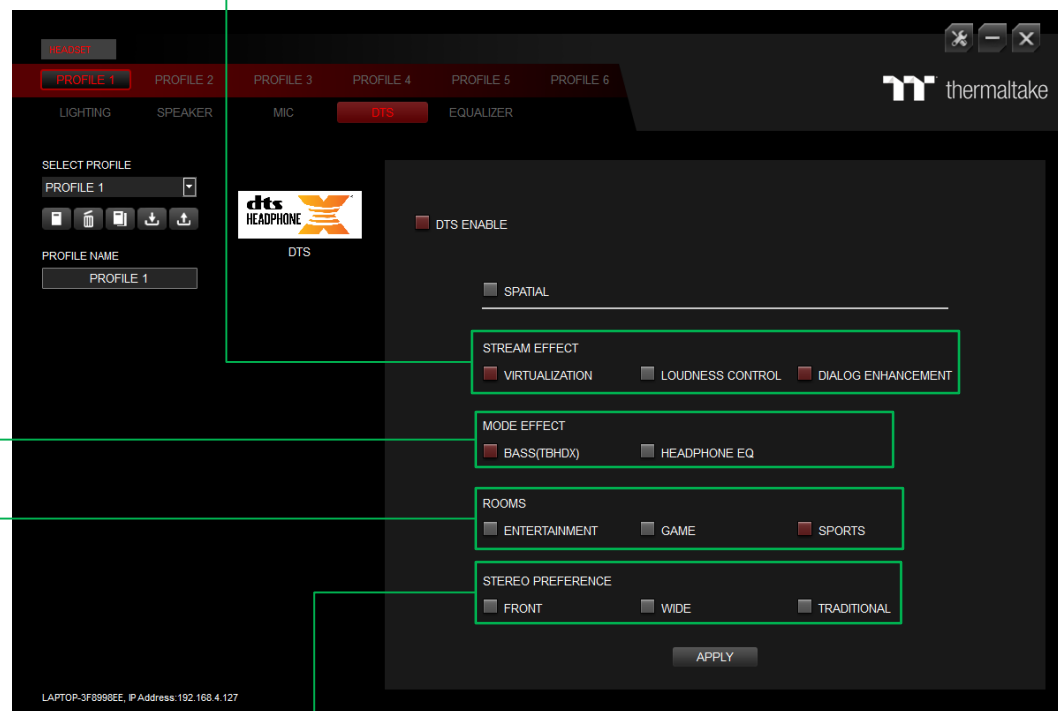 HEADSET
PROFILE 1 PROFILE 2 PROFILE 3 PROFILE 4 PROFILE 5 PROFILE 6
thermaltake
LIGHTING SPEAKER MIC DTS EQUALIZER
SELECT PROFILE
PROFILE 1
PROFILE NAME
PROFILE 1
dts
HEADPHONE X
DTS
DTS ENABLE
SPATIAL
STREAM EFFECT
VIRTUALIZATION LOUDNESS CONTROL DIALOG ENHANCEMENT
MODE EFFECT
BASS(TBHDX) HEADPHONE EQ
ROOMS
ENTERTAINMENT GAME SPORTS
STEREO PREFERENCE
FRONT WIDE TRADITIONAL
APPLY
LAPTOP-3F8998EE, IP Address:192.168.4.127